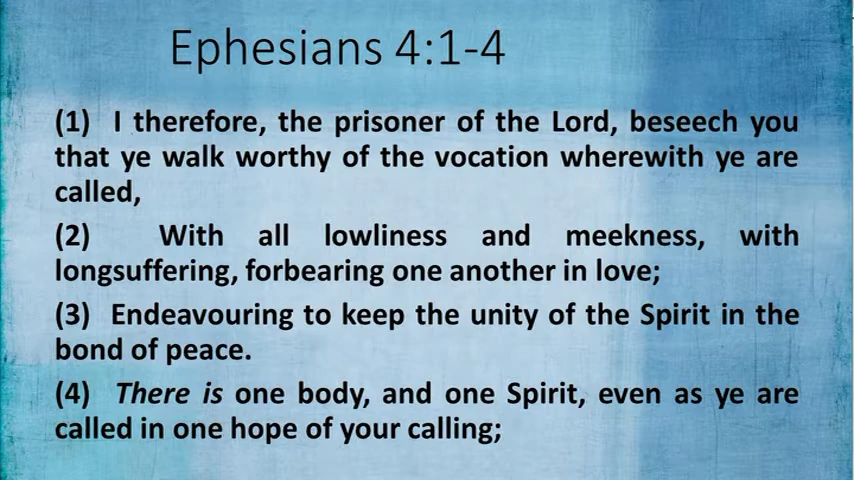 Ephesians 4:1-4
(1) I therefore, the prisoner of the Lord, beseech you
that ye walk worthy of the vocation wherewith ye are
called,
(2) With all lowliness and meekness, with
longsuffering, forbearing one another in love;
(3) Endeavouring to keep the unity of the Spirit in the
bond of peace.
(4) There is one body, and one Spirit, even as ye are
called in one hope of your calling;